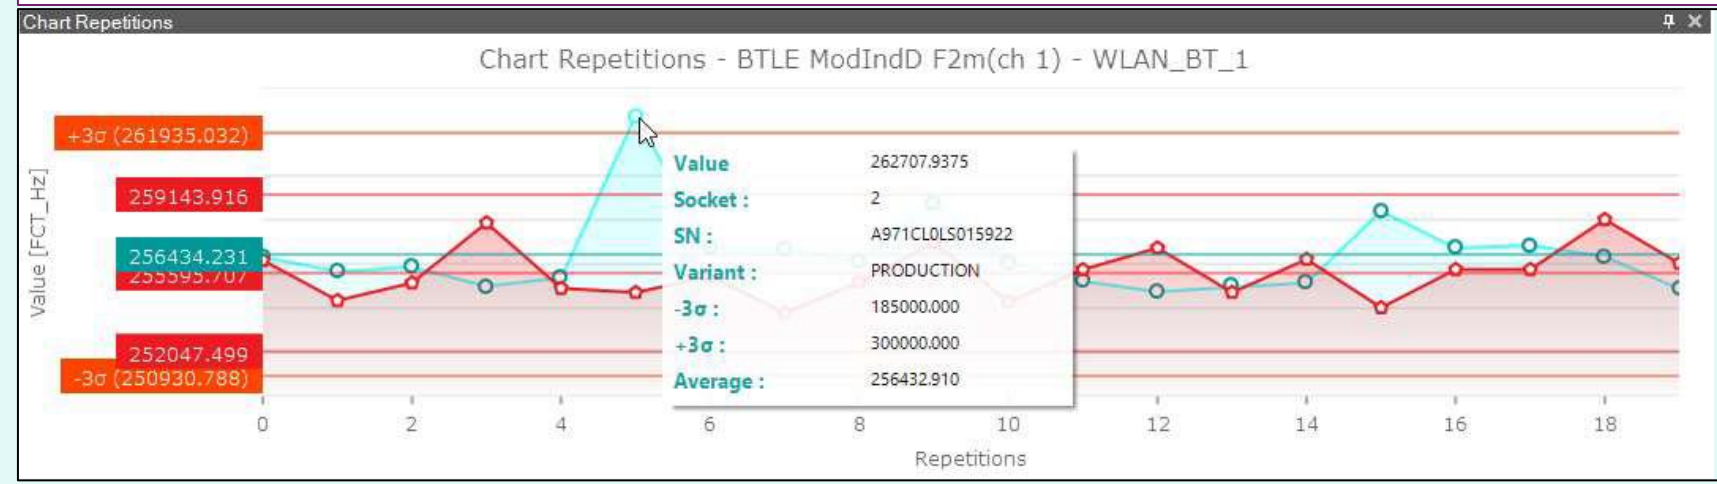 Chart Repetitions
Chart Repetitions - BTLE ModIndD F2m(ch 1) - WLAN_BT_1
Value [FCT_Hz]
+3σ (261935.032)
259143.916
256434.231
255595.707
252047.499
-3σ (250930.788)
Value 262707.9375
Socket : 2
SN : A971CL0LS015922
Variant : PRODUCTION
-3σ : 185000.000
+3σ : 300000.000
Average : 256432.910
0 2 4 6 8 10 12 14 16 18
Repetitions